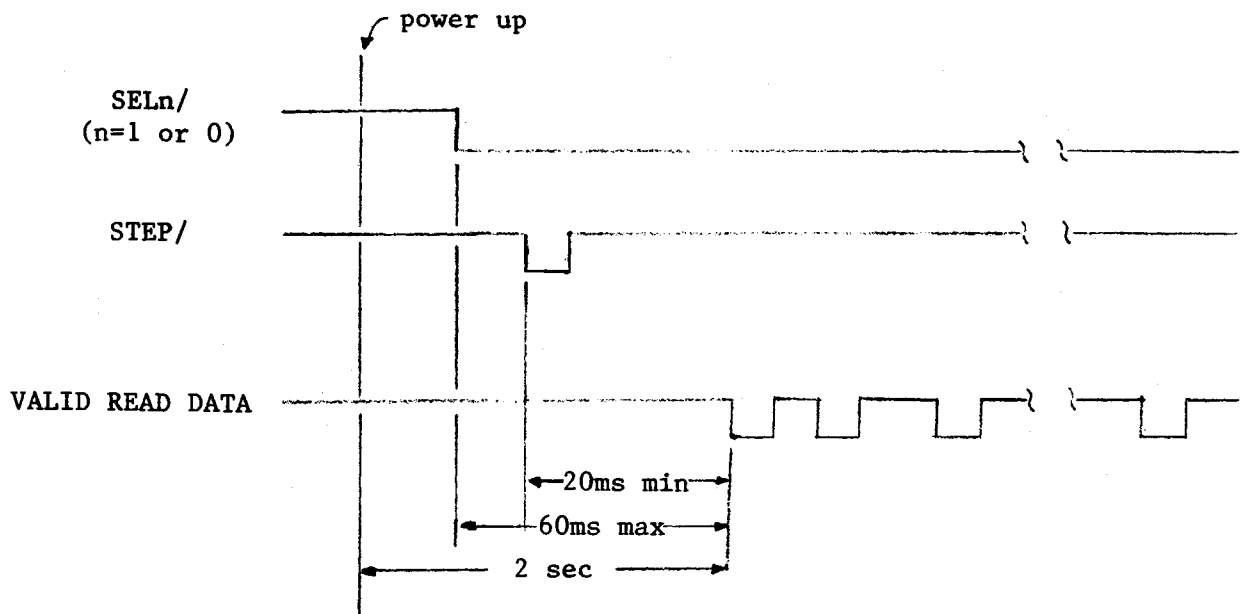 power up
SELn/
(n=1 or 0)
STEP/
VALID READ DATA
20ms min
60ms max
2 sec